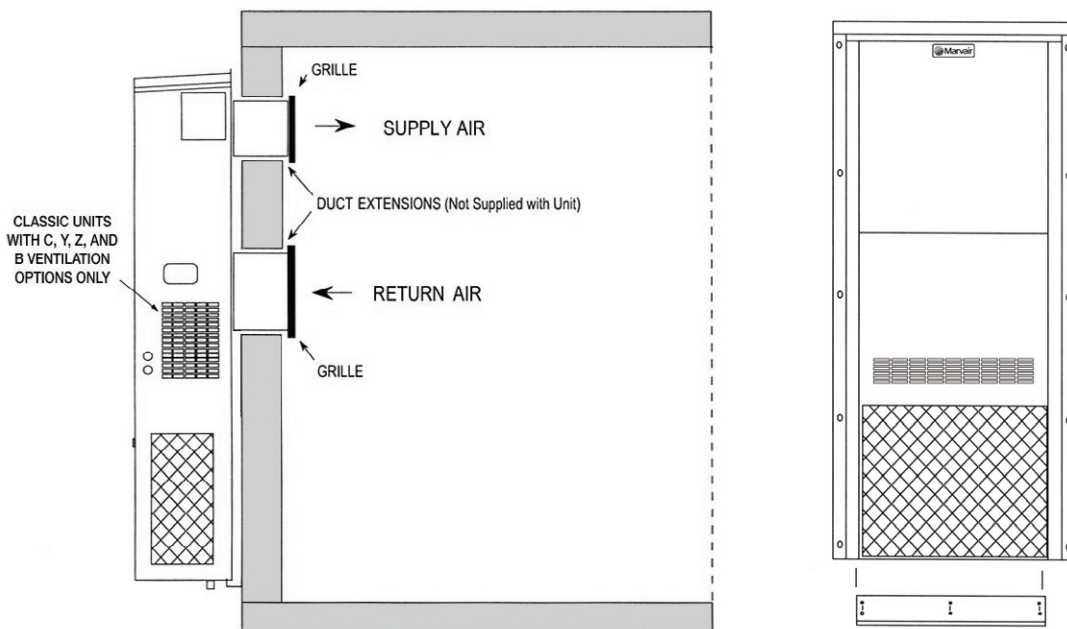 GRILLE
SUPPLY AIR
DUCT EXTENSIONS (Not Supplied with Unit)
CLASSIC UNITS
WITH C, Y, Z, AND
B VENTILATION
OPTIONS ONLY
RETURN AIR
GRILLE
Marvair